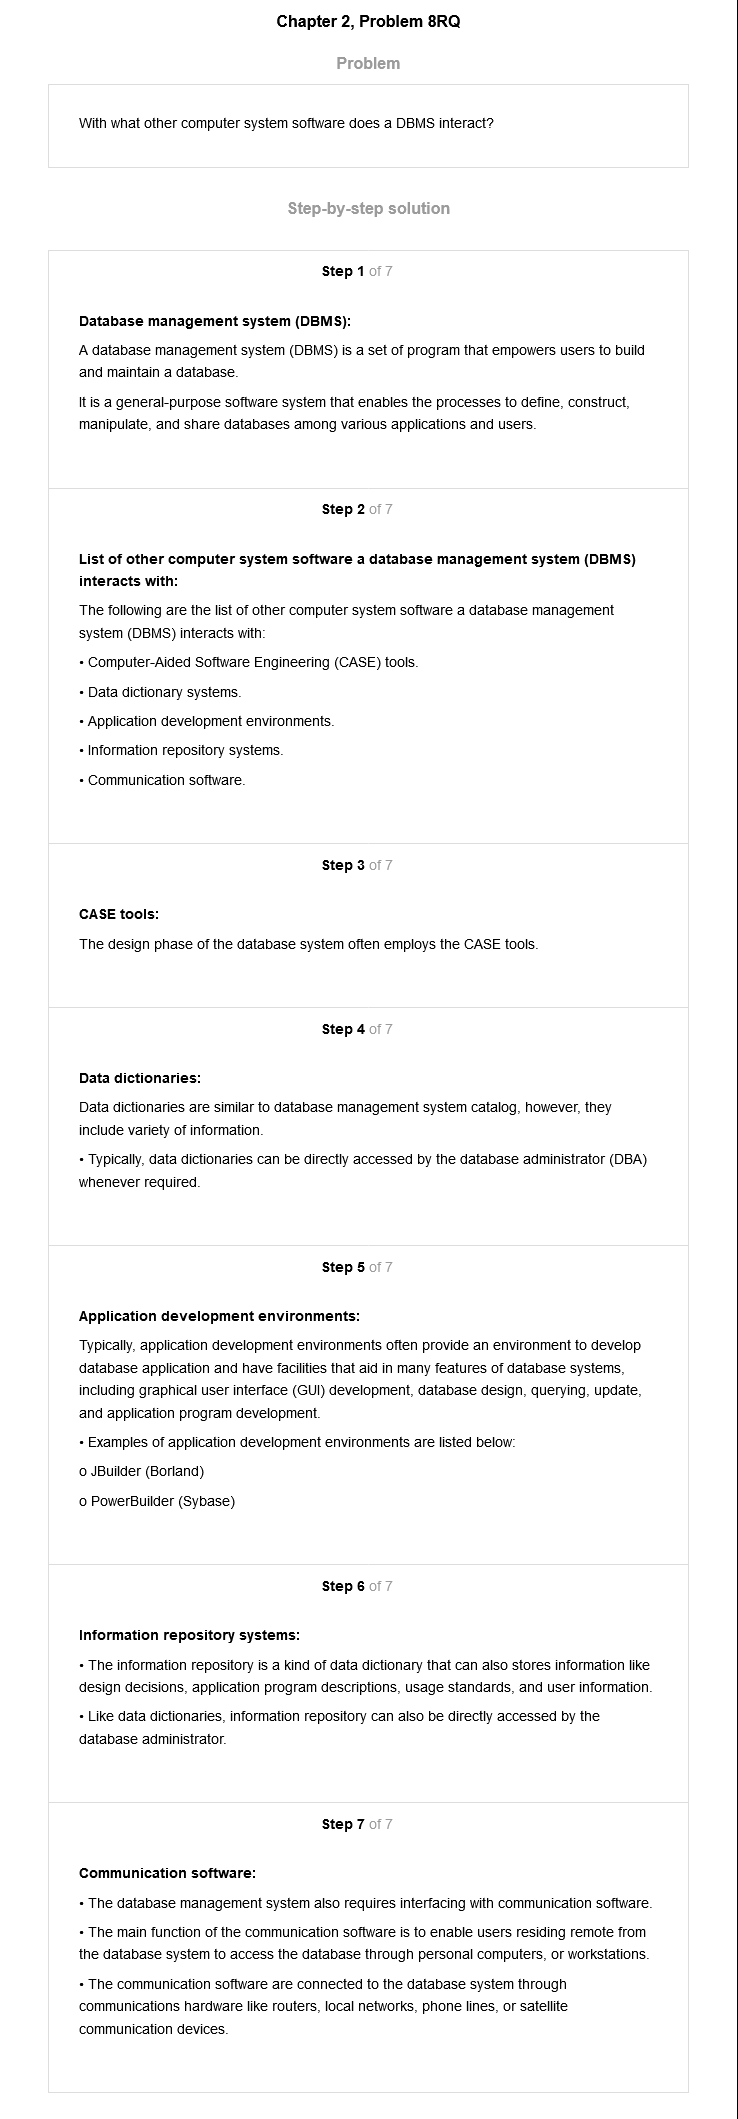 Chapter 2, Problem 8RQ
Problem
With what other computer system software does a DBMS interact?
Step-by-step solution
Step 1 of 7
Database management system (DBMS):
A database management system (DBMS) is a set of program that empowers users to build
and maintain a database.
It is a general-purpose software system that enables the processes to define, construct,
manipulate, and share databases among various applications and users.
Step 2 of 7
List of other computer system software a database management system (DBMS)
interacts with:
The following are the list of other computer system software a database management
system (DBMS) interacts with:
• Computer-Aided Software Engineering (CASE) tools.
• Data dictionary systems.
• Application development environments.
• Information repository systems.
• Communication software.
Step 3 of 7
CASE tools:
The design phase of the database system often employs the CASE tools.
Step 4 of 7
Data dictionaries:
Data dictionaries are similar to database management system catalog, however, they
include variety of information.
• Typically, data dictionaries can be directly accessed by the database administrator (DBA)
whenever required.
Step 5 of 7
Application development environments:
Typically, application development environments often provide an environment to develop
database application and have facilities that aid in many features of database systems,
including graphical user interface (GUI) development, database design, querying, update,
and application program development.
• Examples of application development environments are listed below:
o JBuilder (Borland)
o PowerBuilder (Sybase)
Step 6 of 7
Information repository systems:
• The information repository is a kind of data dictionary that can also stores information like
design decisions, application program descriptions, usage standards, and user information.
• Like data dictionaries, information repository can also be directly accessed by the
database administrator.
Step 7 of 7
Communication software:
• The database management system also requires interfacing with communication software.
• The main function of the communication software is to enable users residing remote from
the database system to access the database through personal computers, or workstations.
• The communication software are connected to the database system through
communications hardware like routers, local networks, phone lines, or satellite
communication devices.